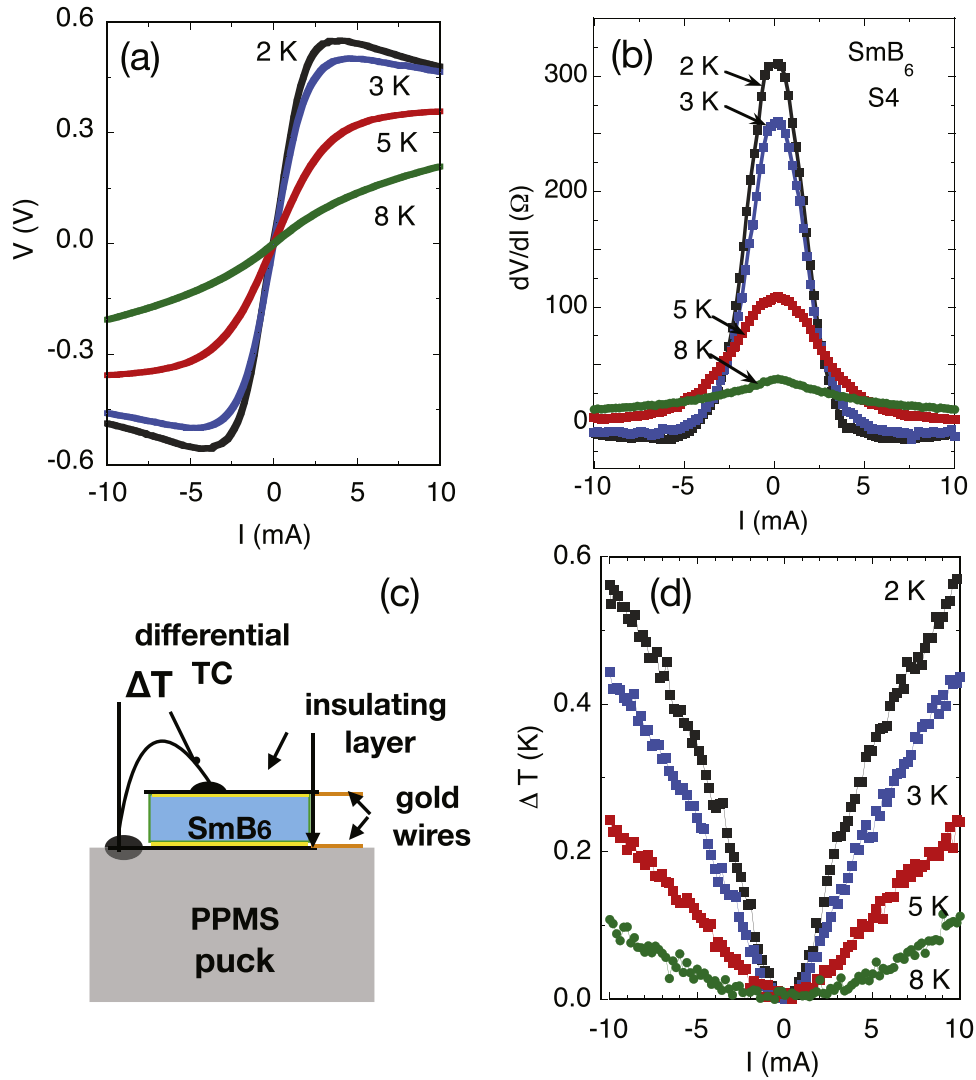 (a)
2 K
3 K
5 K
8 K
V (V)
0.6
0.3
0.0
-0.3
-0.6
-10 -5 0 5 10
I (mA)
(b)
SmB6
S4
2 K
3 K
5 K
8 K
dV/dI (Ω)
300
200
100
0
-10 -5 0 5 10
I (mA)
(c)
differential
TC
ΔT
insulating
layer
gold
wires
SmB6
PPMS
puck
(d)
2 K
3 K
5 K
8 K
Δ T (K)
0.6
0.4
0.2
0.0
-10 -5 0 5 10
I (mA)